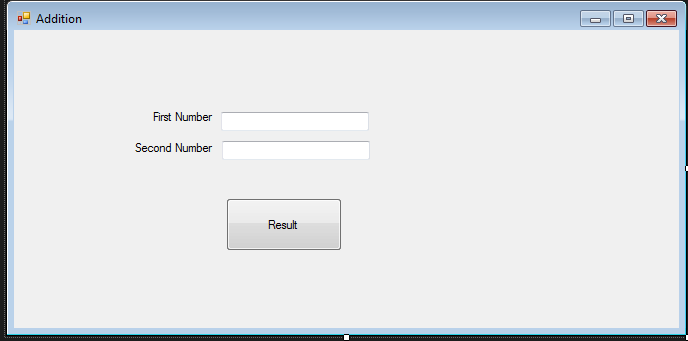 Addition
First Number
Second Number
Result